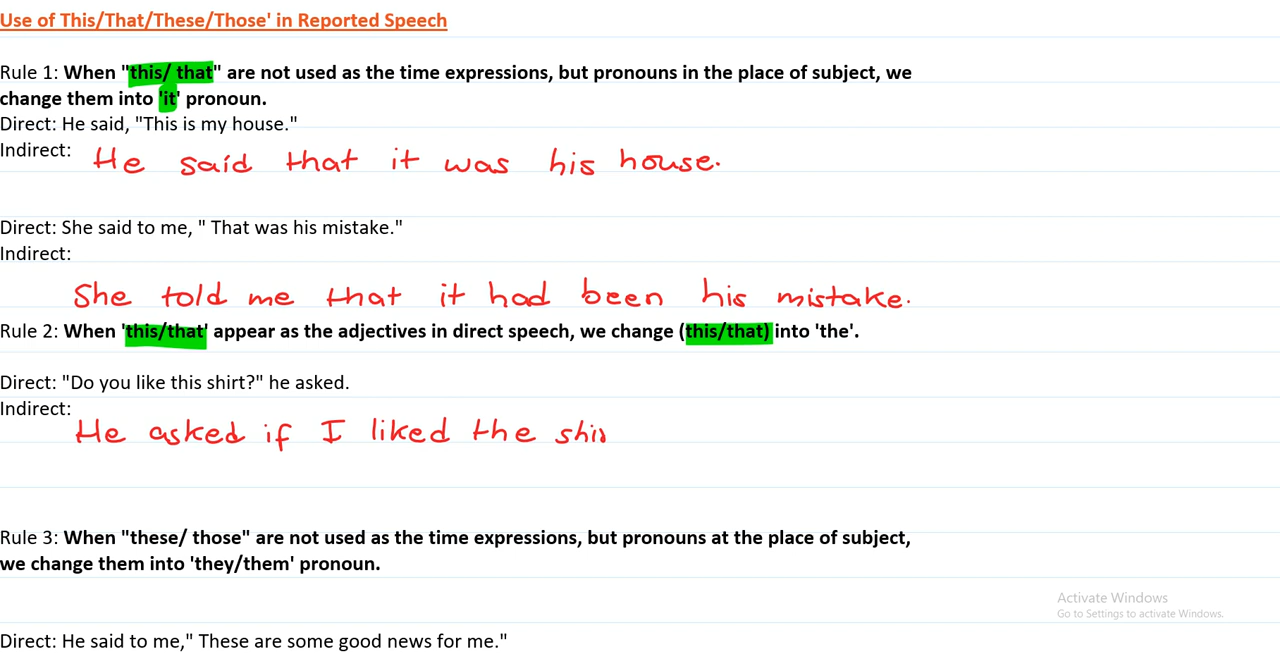 Use of This/That/These/Those' in Reported Speech
Rule 1: When "this/ that" are not used as the time expressions, but pronouns in the place of subject, we
change them into 'it' pronoun.
Direct: He said, "This is my house."
Indirect: He said that it was his house.
Direct: She said to me, " That was his mistake."
Indirect:
She told me that it had been his mistake.
Rule 2: When 'this/that' appear as the adjectives in direct speech, we change (this/that) into 'the'.
Direct: "Do you like this shirt?" he asked.
Indirect:
He asked if I liked the
Rule 3: When "these/ those" are not used as the time expressions, but pronouns at the place of subject,
we change them into 'they/them' pronoun.
Activate Windows
Go to Settings to activate Windows.
Direct: He said to me," These are some good news for me."